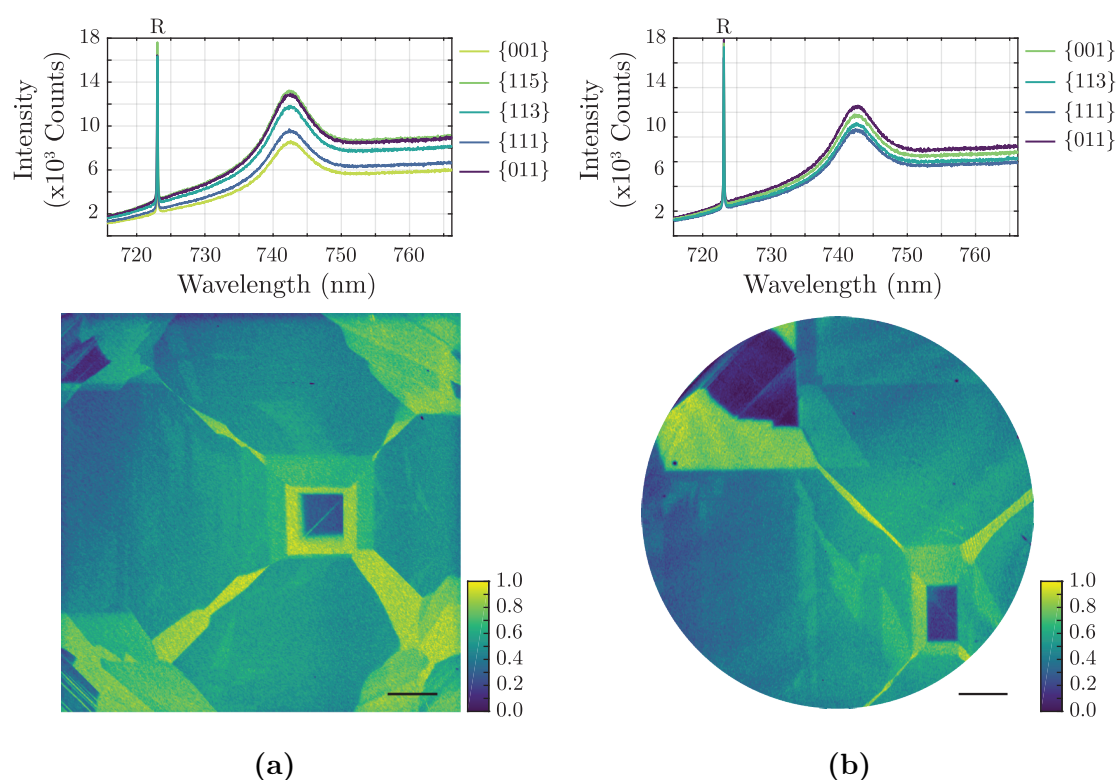 R
18
14
10
6
2
Intensity
(x10³ Counts)
720 730 740 750 760
Wavelength (nm)
{001}
{115}
{113}
{111}
{011}
R
18
14
10
6
2
Intensity
(x10³ Counts)
720 730 740 750 760
Wavelength (nm)
{001}
{113}
{111}
{011}
1.0
0.8
0.6
0.4
0.2
0.0
1.0
0.8
0.6
0.4
0.2
0.0
(a)
(b)